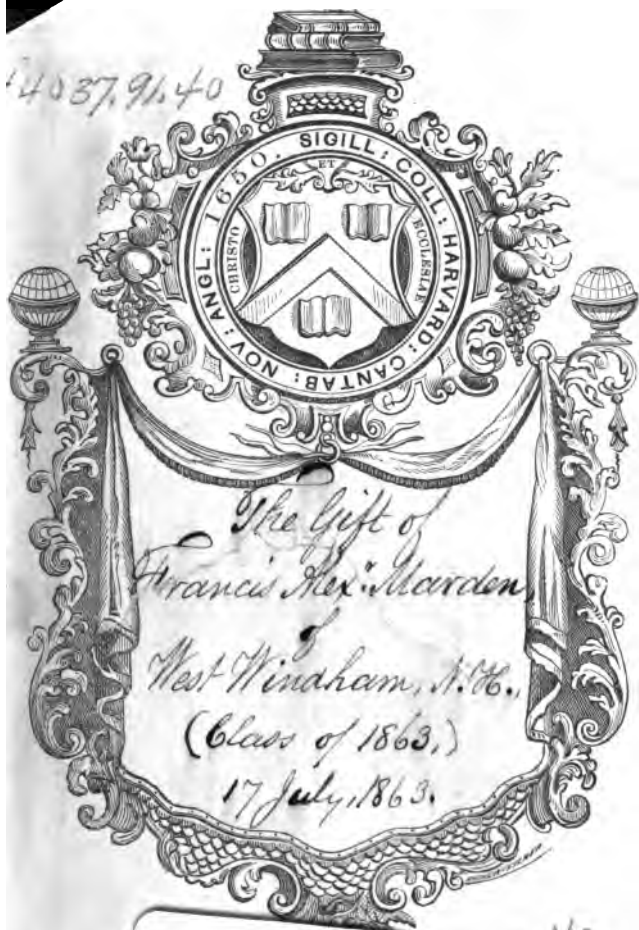 14037.91.40
SIGILL: COLL: HARVARD: CANTAB: NOV: ANGL: 1650.
CHRISTO
ET
ECCLESIAE
The Gift of
Francis Alex.r Marden,
of
West Windham, N.H.,
(Class of 1863,)
17 July, 1863.